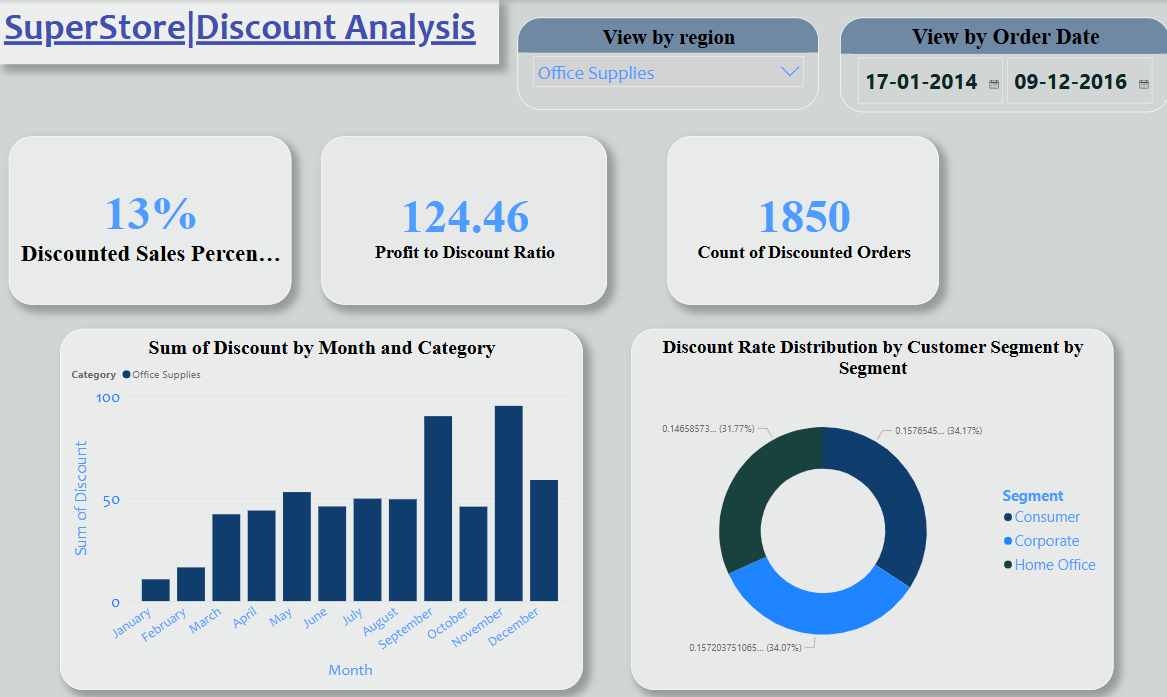 SuperStore|Discount Analysis
View by region
Office Supplies
View by Order Date
17-01-2014
09-12-2016
13%
Discounted Sales Percen...
124.46
Profit to Discount Ratio
1850
Count of Discounted Orders
Sum of Discount by Month and Category
Category Office Supplies
100
50
0
Sum of Discount
January
February
March
April
May
June
July
August
September
October
November
December
Month
Discount Rate Distribution by Customer Segment by
Segment
0.14658573... (31.77%)
0.1576545... (34.17%)
0.157203751065... (34.07%)
Segment
Consumer
Corporate
Home Office